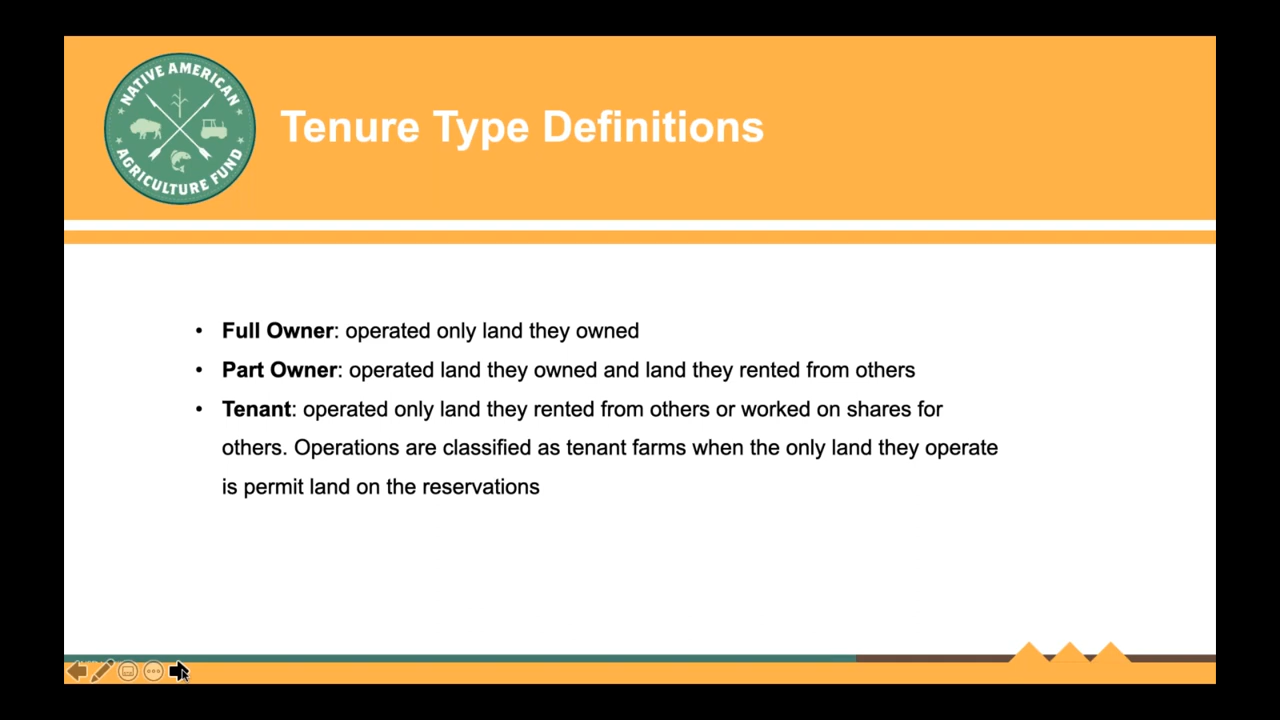 NATIVE AMERICAN
AGRICULTURE FUND
Tenure Type Definitions
• Full Owner: operated only land they owned
• Part Owner: operated land they owned and land they rented from others
• Tenant: operated only land they rented from others or worked on shares for
others. Operations are classified as tenant farms when the only land they operate
is permit land on the reservations